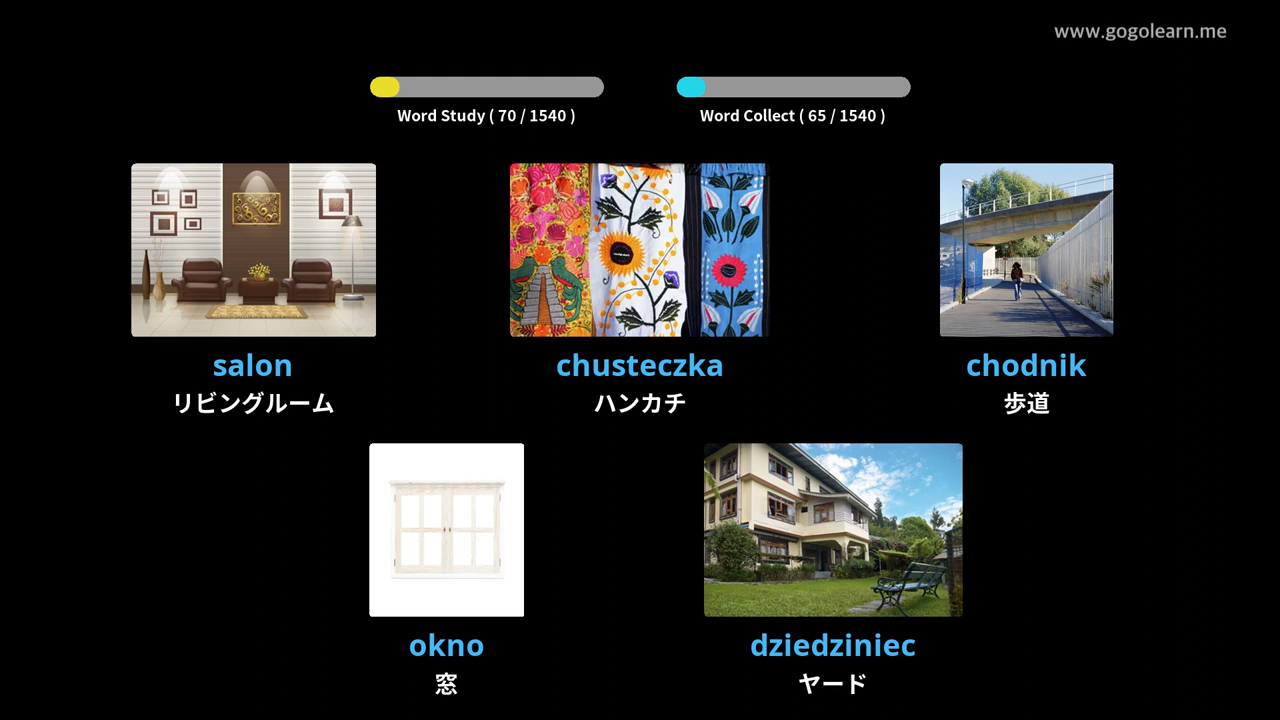 www.gogolearn.me
Word Study ( 70 / 1540 )
Word Collect ( 65 / 1540 )
salon
リビングルーム
chusteczka
ハンカチ
chodnik
歩道
okno
窓
dziedziniec
ヤード